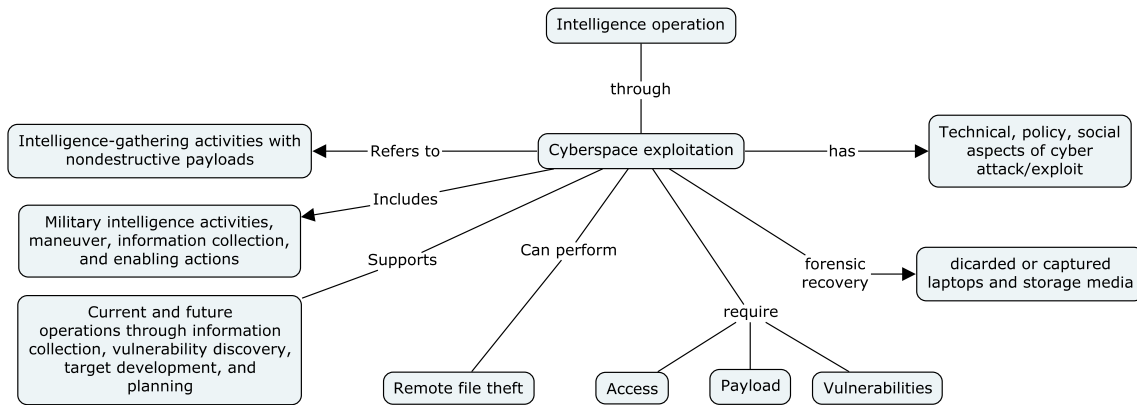 Intelligence operation
through
Intelligence-gathering activities with
nondestructive payloads
Refers to
Cyberspace exploitation
has
Technical, policy, social
aspects of cyber
attack/exploit
Includes
Military intelligence activities,
maneuver, information collection,
and enabling actions
Supports
Can perform
forensic
recovery
dicarded or captured
laptops and storage media
Current and future
operations through information
collection, vulnerability discovery,
target development, and
planning
require
Remote file theft
Access
Payload
Vulnerabilities